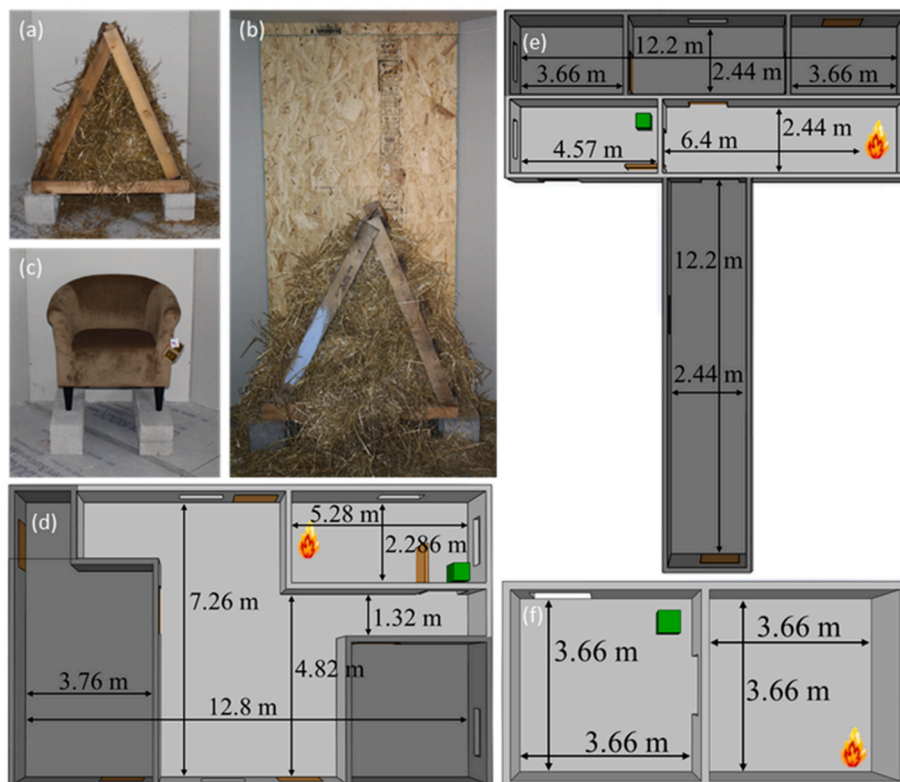 (a)
(b)
(c)
(d)
5.28 m
2.286 m
7.26 m
1.32 m
4.82 m
3.76 m
12.8 m
(e)
12.2 m
3.66 m
2.44 m
3.66 m
4.57 m
6.4 m
2.44 m
12.2 m
2.44 m
(f)
3.66 m
3.66 m
3.66 m
3.66 m